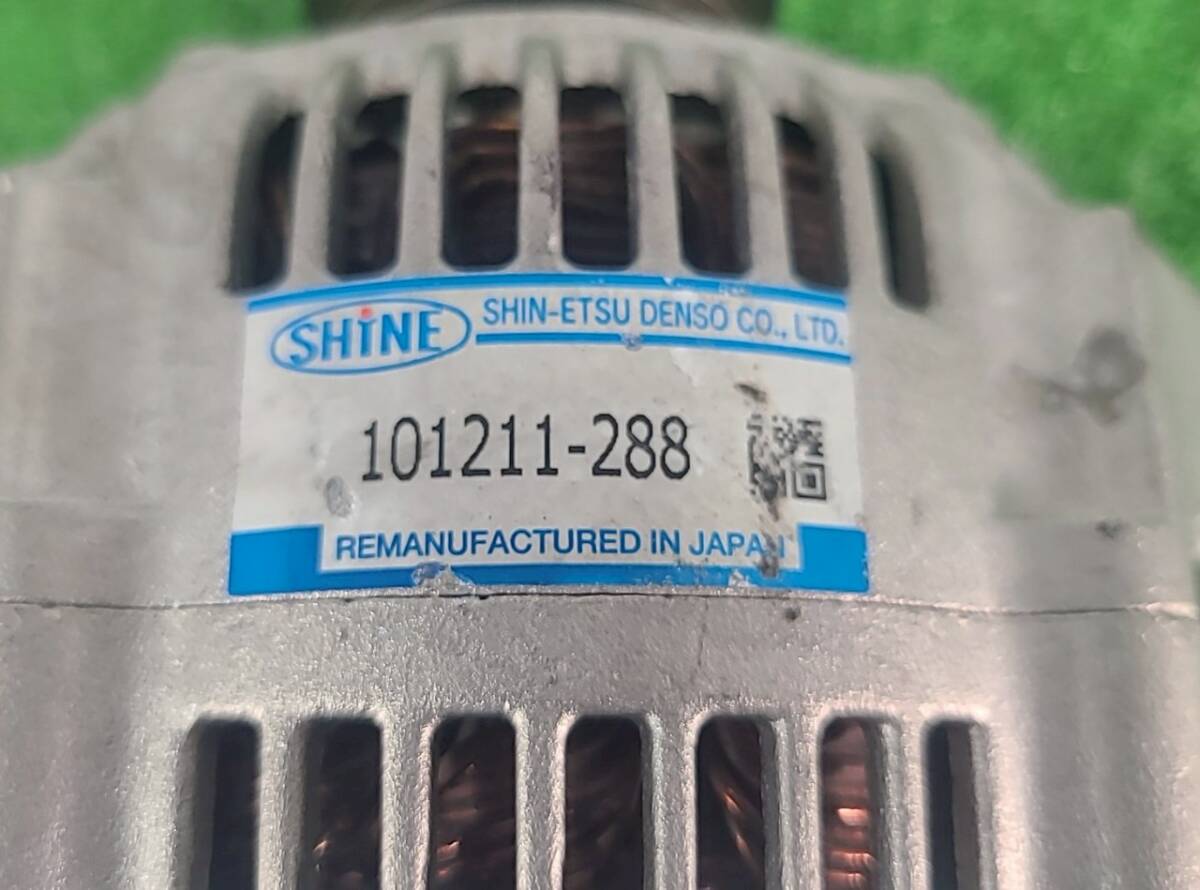 SHiNE
SHIN-ETSU DENSO CO., LTD.
101211-288
REMANUFACTURED IN JAPAN